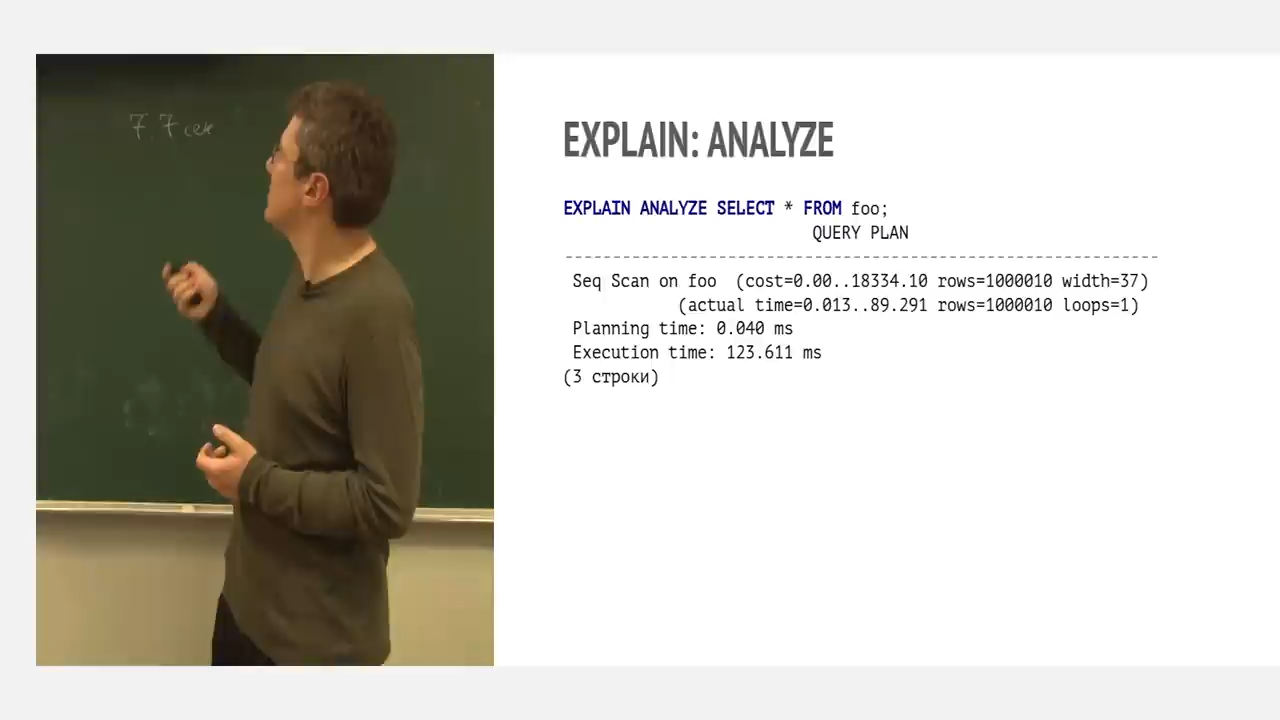 7.7 сек
EXPLAIN: ANALYZE
EXPLAIN ANALYZE SELECT * FROM foo;
QUERY PLAN
-----------------------------------------------------------
Seq Scan on foo (cost=0.00..18334.10 rows=1000010 width=37)
(actual time=0.013..89.291 rows=1000010 loops=1)
Planning time: 0.040 ms
Execution time: 123.611 ms
(3 строки)